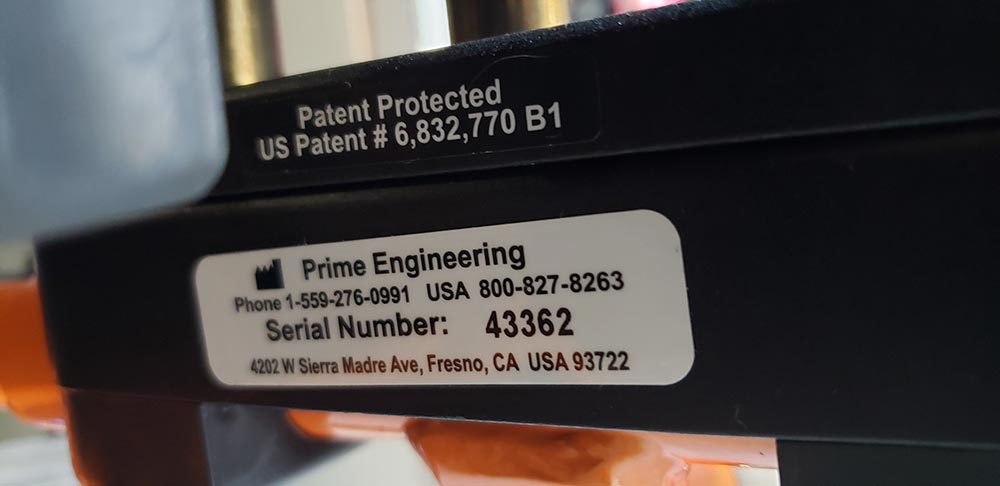 Patent Protected
US Patent # 6,832,770 B1
Prime Engineering
Phone 1-559-276-0991 USA 800-827-8263
Serial Number: 43362
4202 W Sierra Madre Ave, Fresno, CA USA 93722